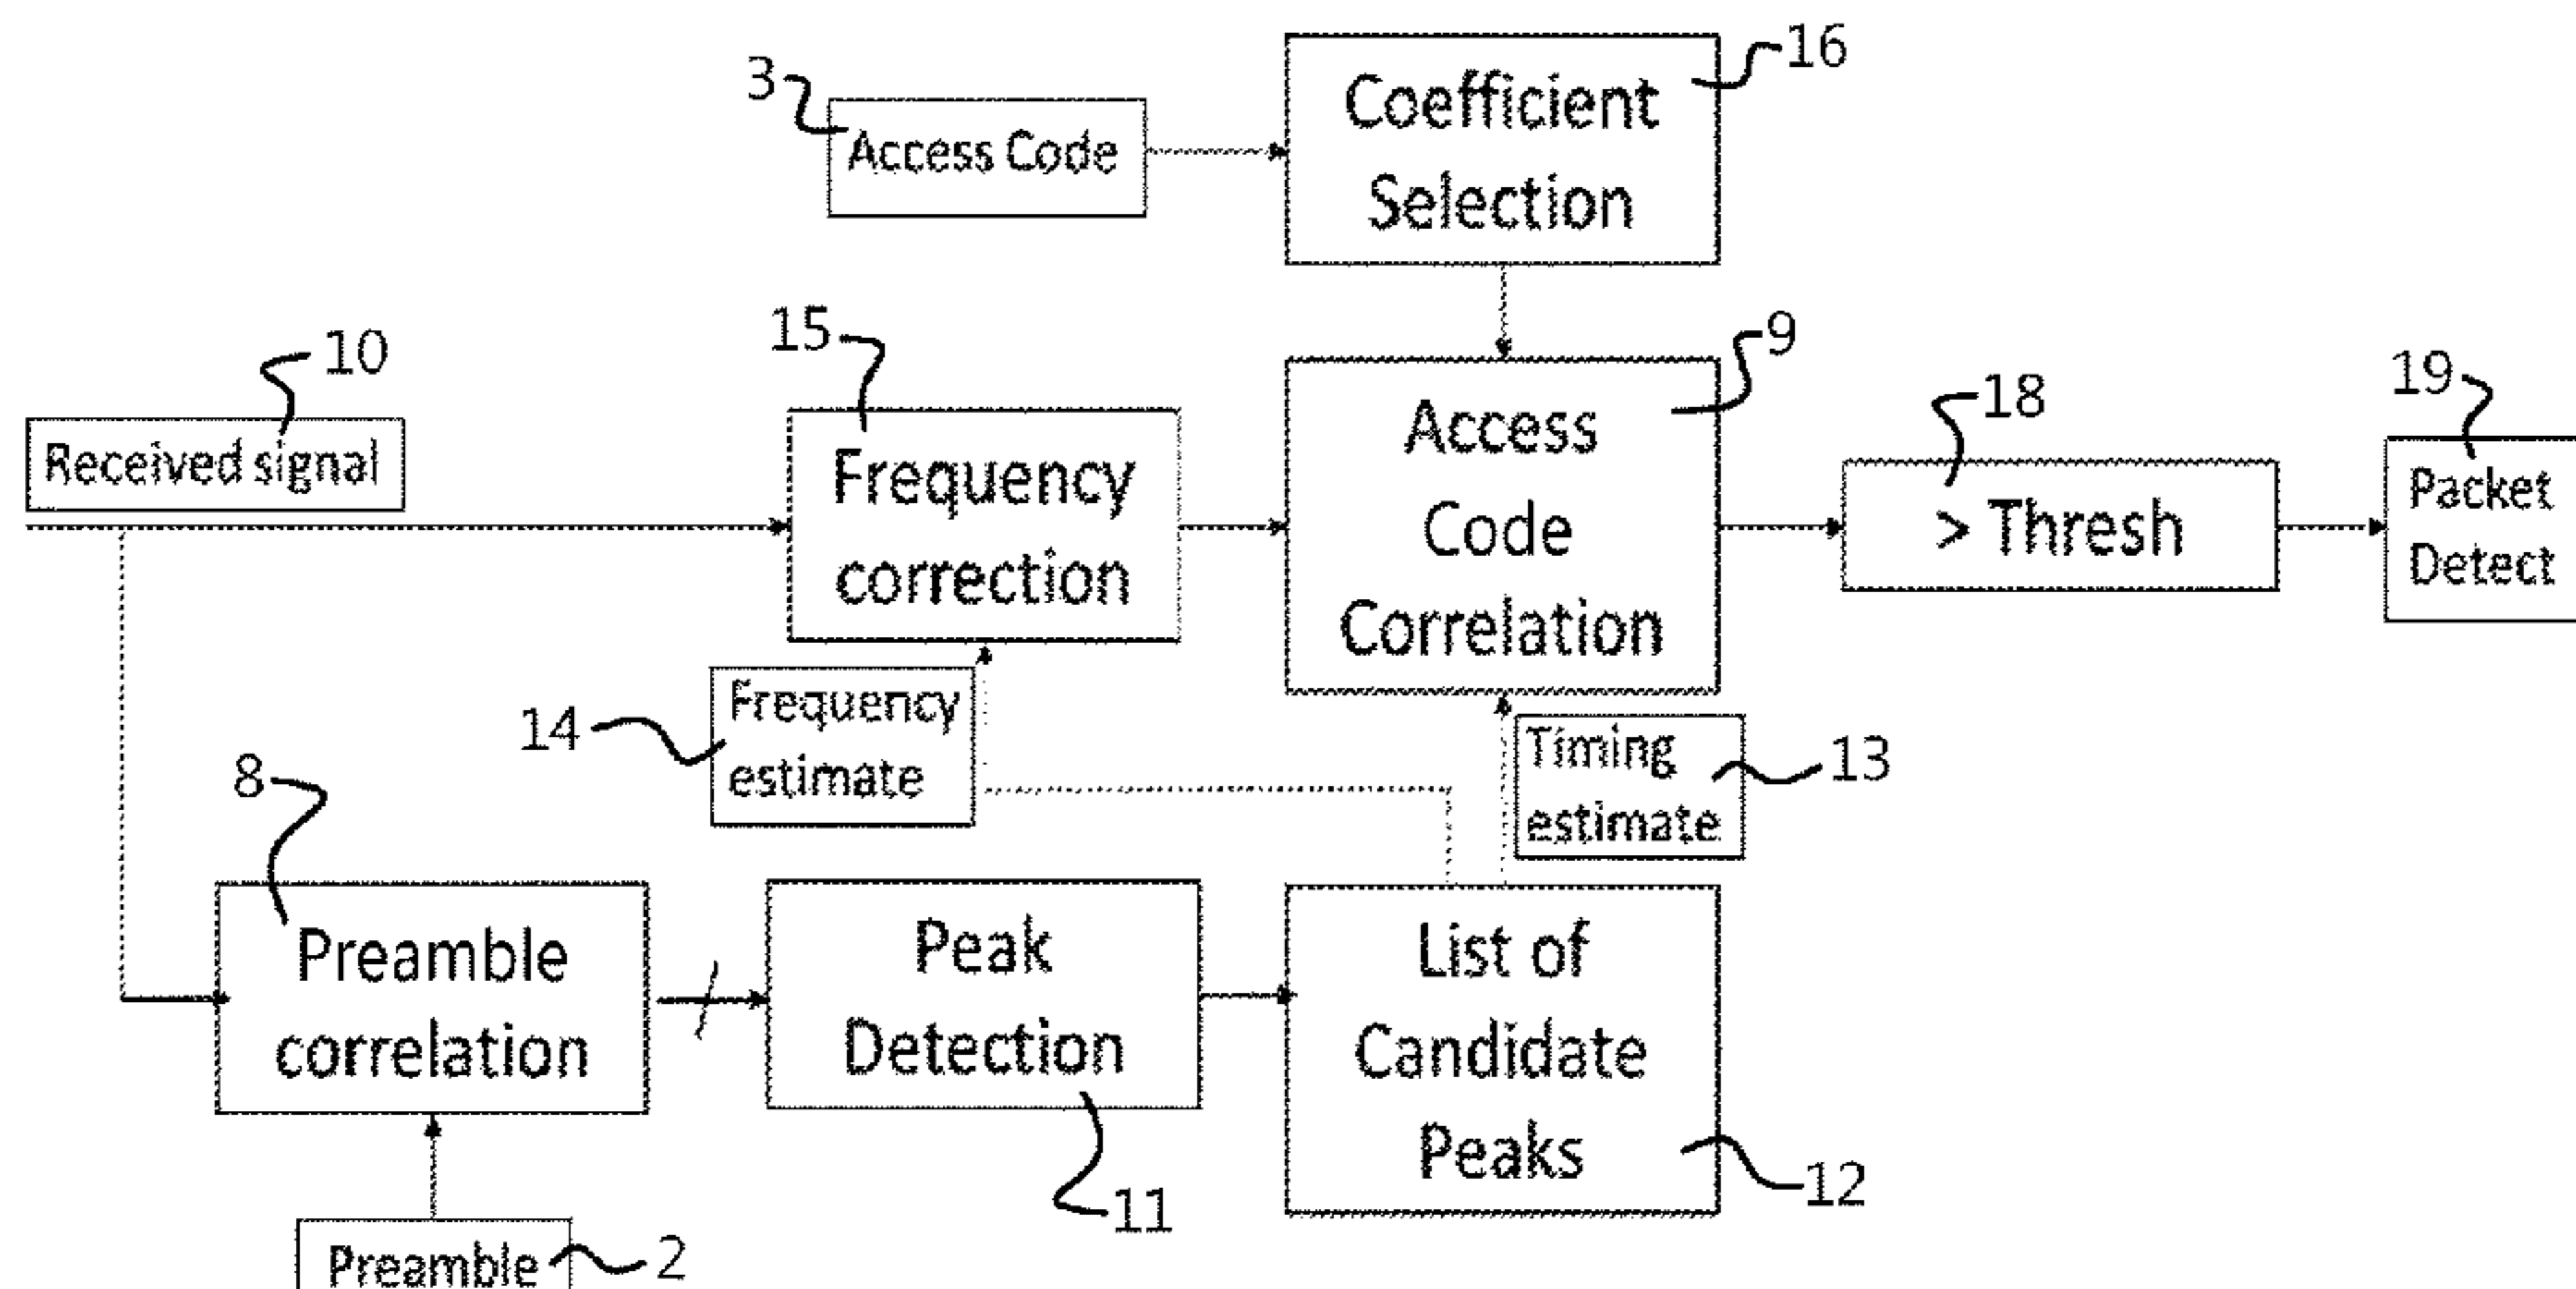 16
3
Coefficient
Selection
Access Code
10
15
9
18
19
Received signal
Frequency
correction
Access
Code
Correlation
> Thresh
Packet
Detect
14
Frequency
estimate
Timing
estimate
13
8
Preamble
correlation
Peak
Detection
11
List of
Candidate
Peaks
12
Preamble
2